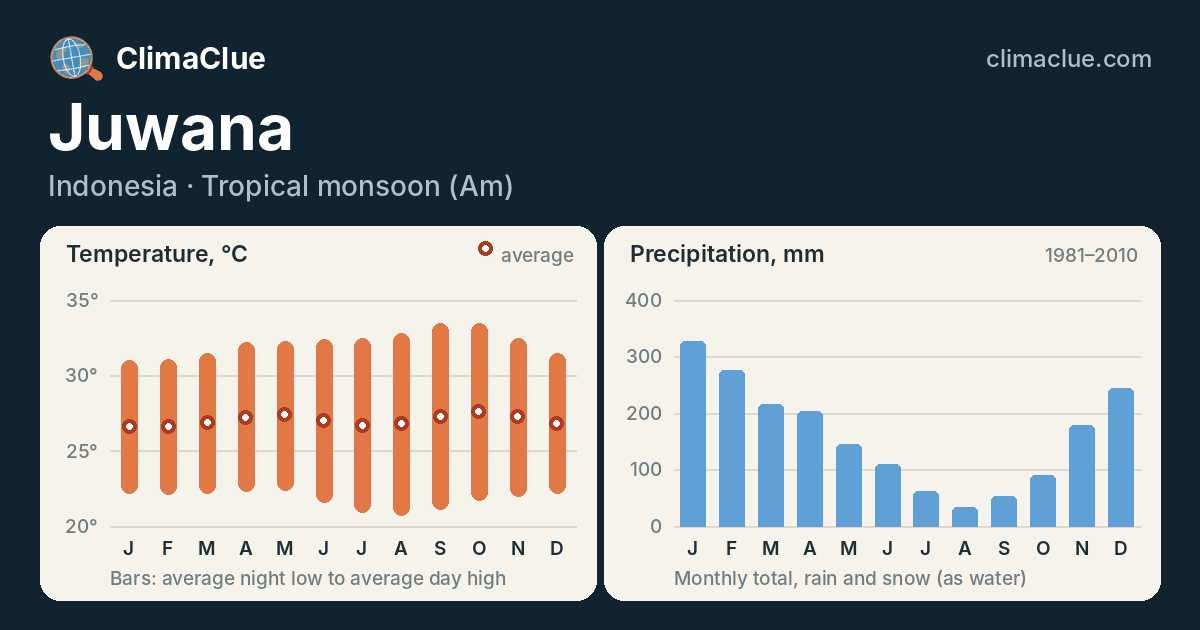 ClimaClue
climaclue.com
Juwana
Indonesia · Tropical monsoon (Am)
Temperature, °C
average
35°
30°
25°
20°
J F M A M J J A S O N D
Bars: average night low to average day high
Precipitation, mm
1981–2010
400
300
200
100
0
J F M A M J J A S O N D
Monthly total, rain and snow (as water)